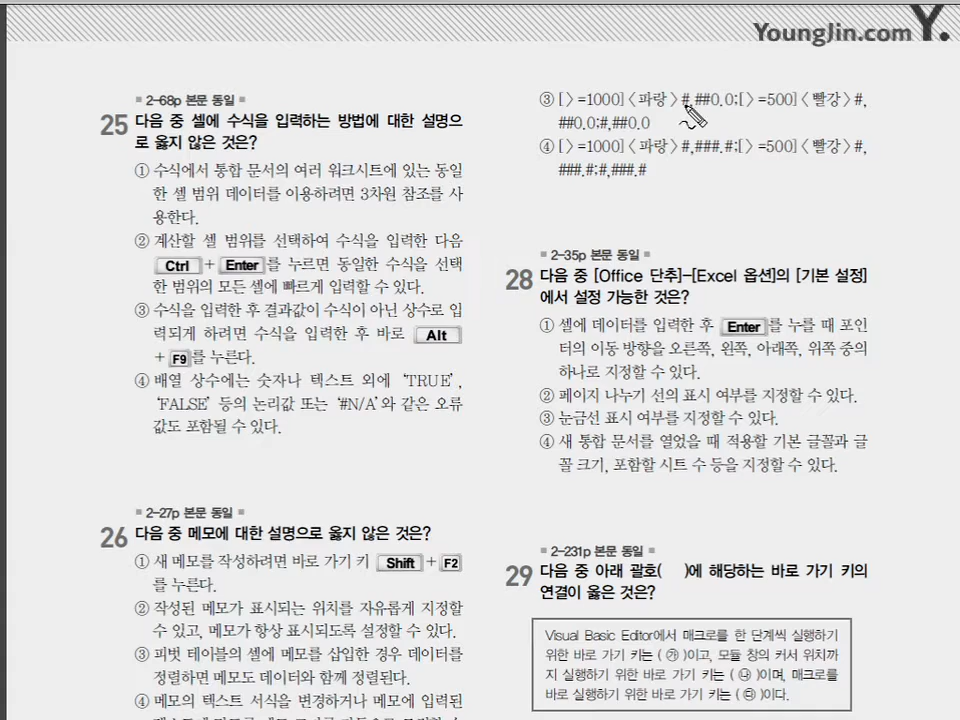 YoungJin.com Y.
■ 2-68p 본문 동일 ■
25 다음 중 셀에 수식을 입력하는 방법에 대한 설명으
로 옳지 않은 것은?
① 수식에서 통합 문서의 여러 워크시트에 있는 동일
한 셀 범위 데이터를 이용하려면 3차원 참조를 사
용한다.
② 계산할 셀 범위를 선택하여 수식을 입력한 다음
Ctrl + Enter 를 누르면 동일한 수식을 선택
한 범위의 모든 셀에 빠르게 입력할 수 있다.
③ 수식을 입력한 후 결과값이 수식이 아닌 상수로 입
력되게 하려면 수식을 입력한 후 바로 Alt
+ F9 를 누른다.
④ 배열 상수에는 숫자나 텍스트 외에 ‘TRUE’,
‘FALSE’ 등의 논리값 또는 ‘#N/A’와 같은 오류
값도 포함될 수 있다.
■ 2-27p 본문 동일 ■
26 다음 중 메모에 대한 설명으로 옳지 않은 것은?
① 새 메모를 작성하려면 바로 가기 키 Shift + F2
를 누른다.
② 작성된 메모가 표시되는 위치를 자유롭게 지정할
수 있고, 메모가 항상 표시되도록 설정할 수 있다.
③ 피벗 테이블의 셀에 메모를 삽입한 경우 데이터를
정렬하면 메모도 데이터와 함께 정렬된다.
④ 메모의 텍스트 서식을 변경하거나 메모에 입력된
③ [〉=1000]〈파랑〉#,##0.0;[〉=500]〈빨강〉#,
##0.0;#,##0.0
④ [〉=1000]〈파랑〉#,###.#;[〉=500]〈빨강〉#,
###.#;#,###.#
■ 2-35p 본문 동일 ■
28 다음 중 [Office 단추]-[Excel 옵션]의 [기본 설정]
에서 설정 가능한 것은?
① 셀에 데이터를 입력한 후 Enter 를 누를 때 포인
터의 이동 방향을 오른쪽, 왼쪽, 아래쪽, 위쪽 중의
하나로 지정할 수 있다.
② 페이지 나누기 선의 표시 여부를 지정할 수 있다.
③ 눈금선 표시 여부를 지정할 수 있다.
④ 새 통합 문서를 열었을 때 적용할 기본 글꼴과 글
꼴 크기, 포함할 시트 수 등을 지정할 수 있다.
■ 2-231p 본문 동일 ■
29 다음 중 아래 괄호( )에 해당하는 바로 가기 키의
연결이 옳은 것은?
Visual Basic Editor에서 매크로를 한 단계씩 실행하기
위한 바로 가기 키는 ( ㉮ )이고, 모듈 창의 커서 위치까
지 실행하기 위한 바로 가기 키는 ( ㉯ )이며, 매크로를
바로 실행하기 위한 바로 가기 키는 ( ㉰ )이다.